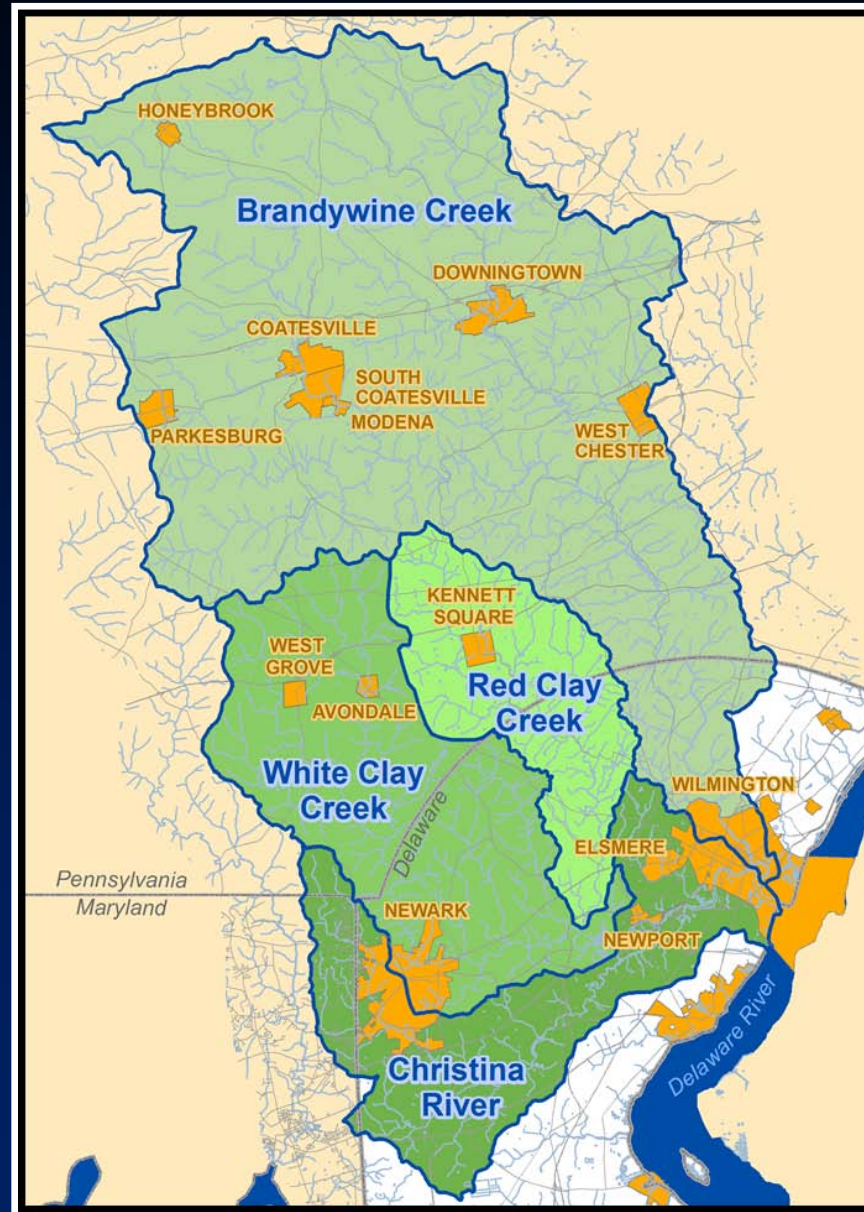 HONEYBROOK
Brandywine Creek
DOWNINGTOWN
COATESVILLE
SOUTH
COATESVILLE
MODENA
PARKESBURG
WEST
CHESTER
KENNETT
SQUARE
WEST
GROVE
AVONDALE
Red Clay
Creek
White Clay
Creek
Delaware
WILMINGTON
ELSMERE
Pennsylvania
Maryland
NEWARK
NEWPORT
Christina
River
Delaware River